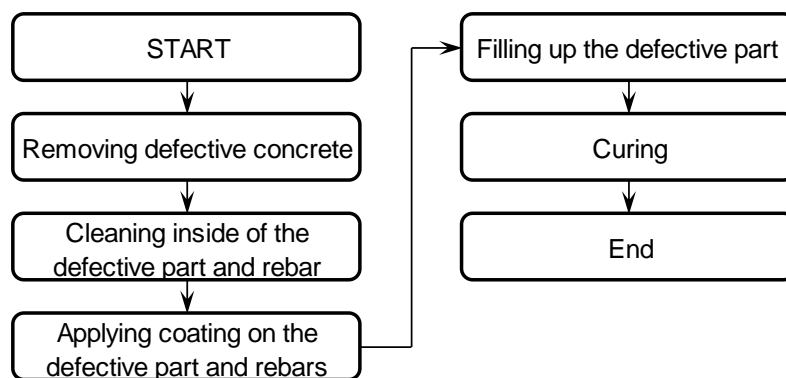 START
Removing defective concrete
Cleaning inside of the
defective part and rebar
Applying coating on the
defective part and rebars
Filling up the defective part
Curing
End